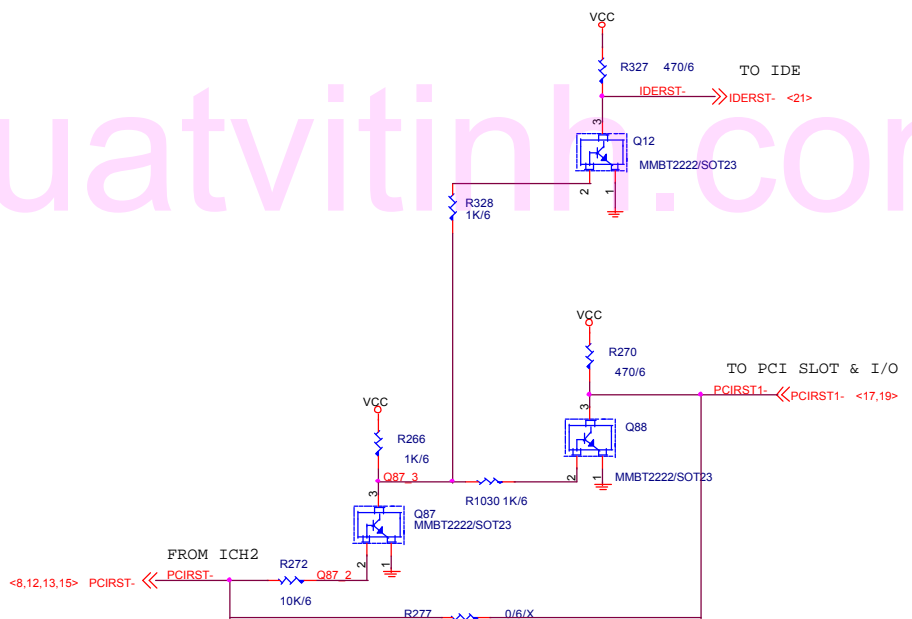 VCC
R327 470/6
TO IDE
IDERST-
IDERST- <21>
3
Q12
MMBT2222/SOT23
2
1
uatvitinh.com
R328
1K/6
VCC
R270
470/6
TO PCI SLOT & I/O
PCIRST1-
PCIRST1- <17,19>
3
Q88
VCC
R266
1K/6
Q87_3
2
1
MMBT2222/SOT23
R1030 1K/6
3
Q87
MMBT2222/SOT23
FROM ICH2
2
1
<8,12,13,15> PCIRST-
PCIRST-
R272
Q87_2
10K/6
R277
0/6/X